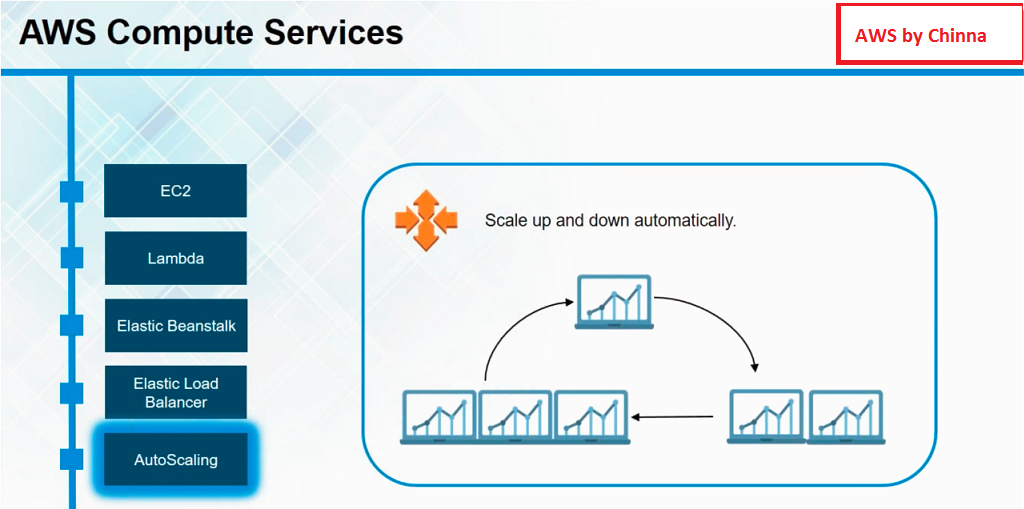 AWS Compute Services
AWS by Chinna
EC2
Lambda
Elastic Beanstalk
Elastic Load
Balancer
AutoScaling
Scale up and down automatically.